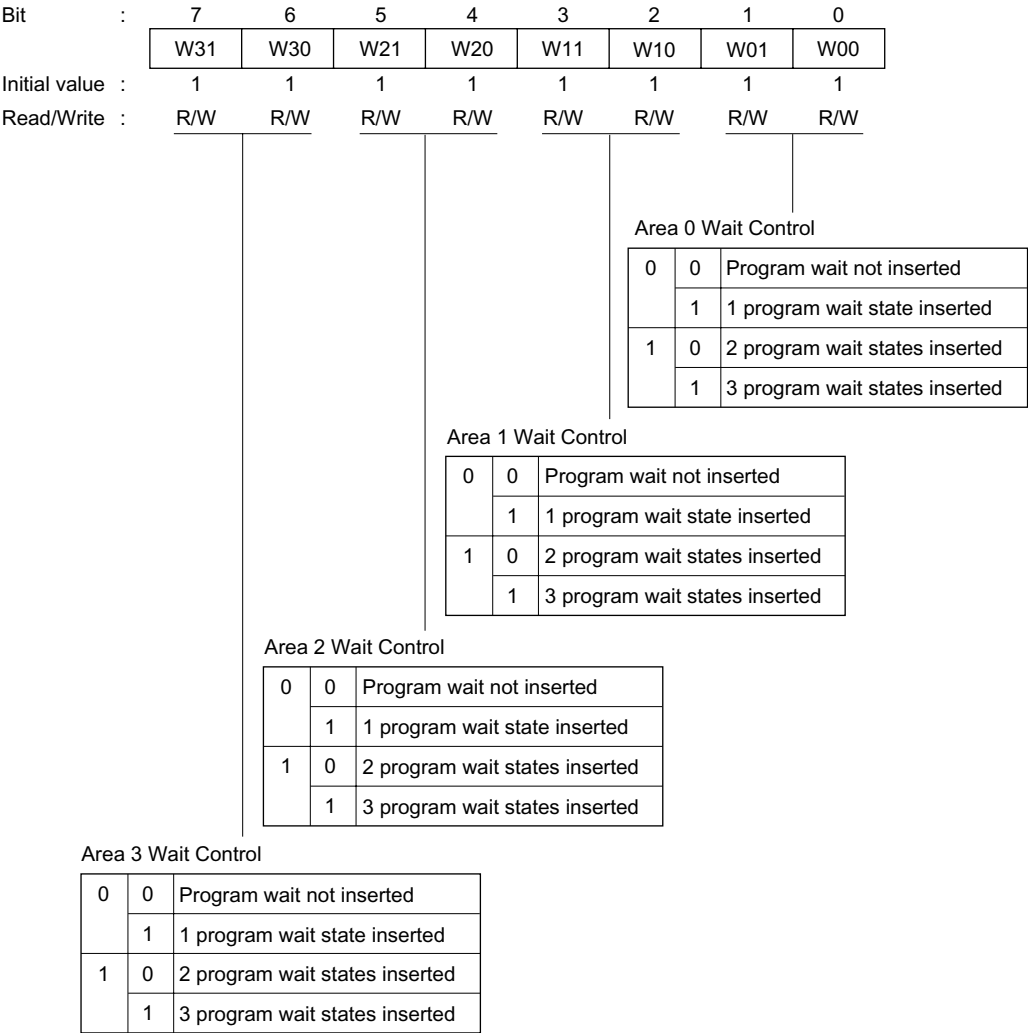 Bit : 7 6 5 4 3 2 1 0
W31 W30 W21 W20 W11 W10 W01 W00
Initial value : 1 1 1 1 1 1 1 1
Read/Write : R/W R/W R/W R/W R/W R/W R/W R/W
Area 0 Wait Control
0 0 Program wait not inserted
1 1 program wait state inserted
1 0 2 program wait states inserted
1 3 program wait states inserted
Area 1 Wait Control
0 0 Program wait not inserted
1 1 program wait state inserted
1 0 2 program wait states inserted
1 3 program wait states inserted
Area 2 Wait Control
0 0 Program wait not inserted
1 1 program wait state inserted
1 0 2 program wait states inserted
1 3 program wait states inserted
Area 3 Wait Control
0 0 Program wait not inserted
1 1 program wait state inserted
1 0 2 program wait states inserted
1 3 program wait states inserted